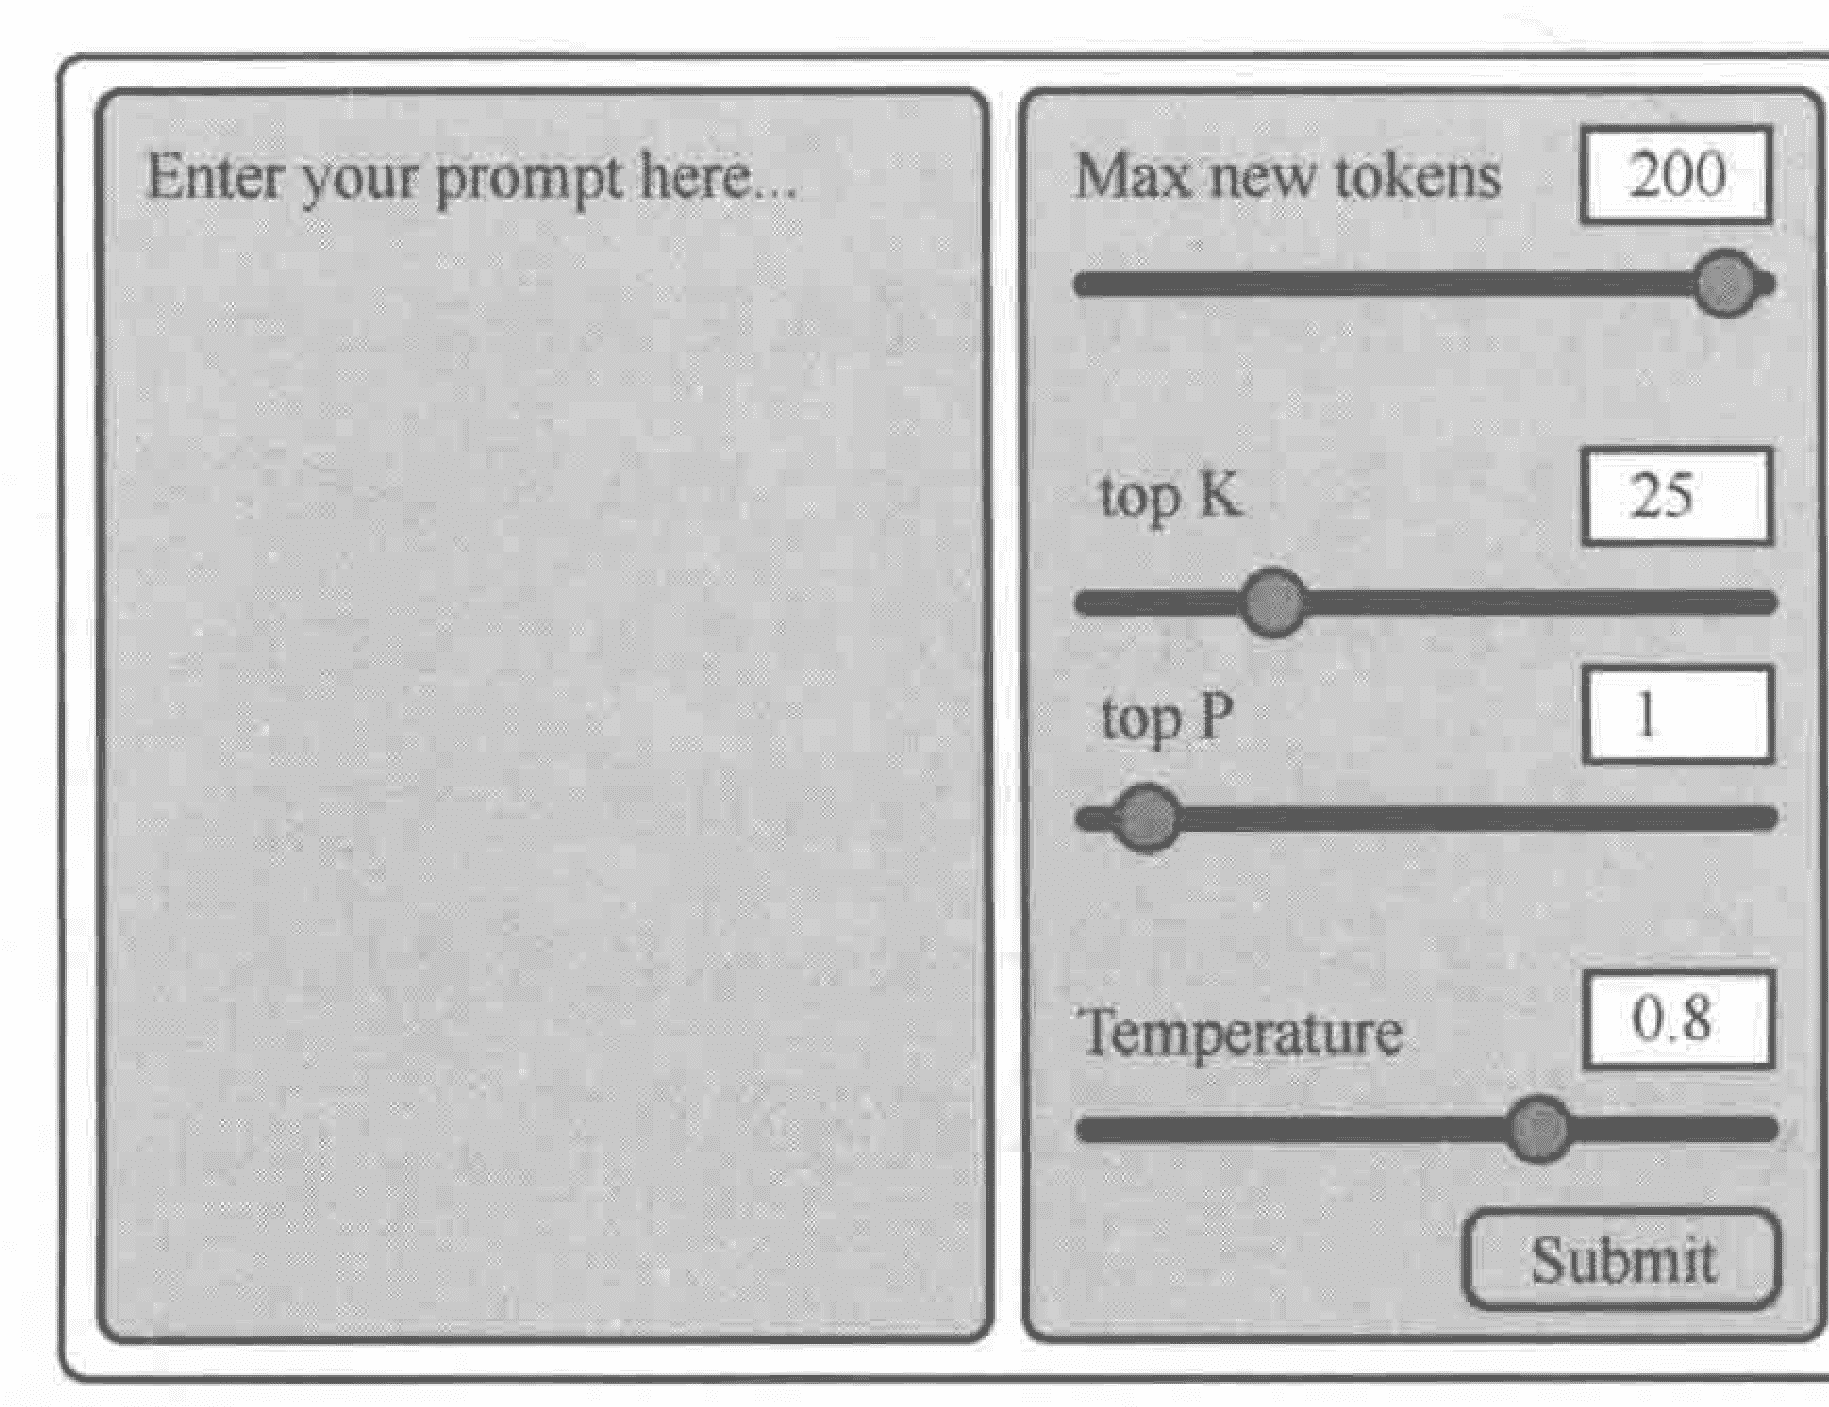 Enter your prompt here...
Max new tokens 200
top K 25
top P 1
Temperature 0.8
Submit